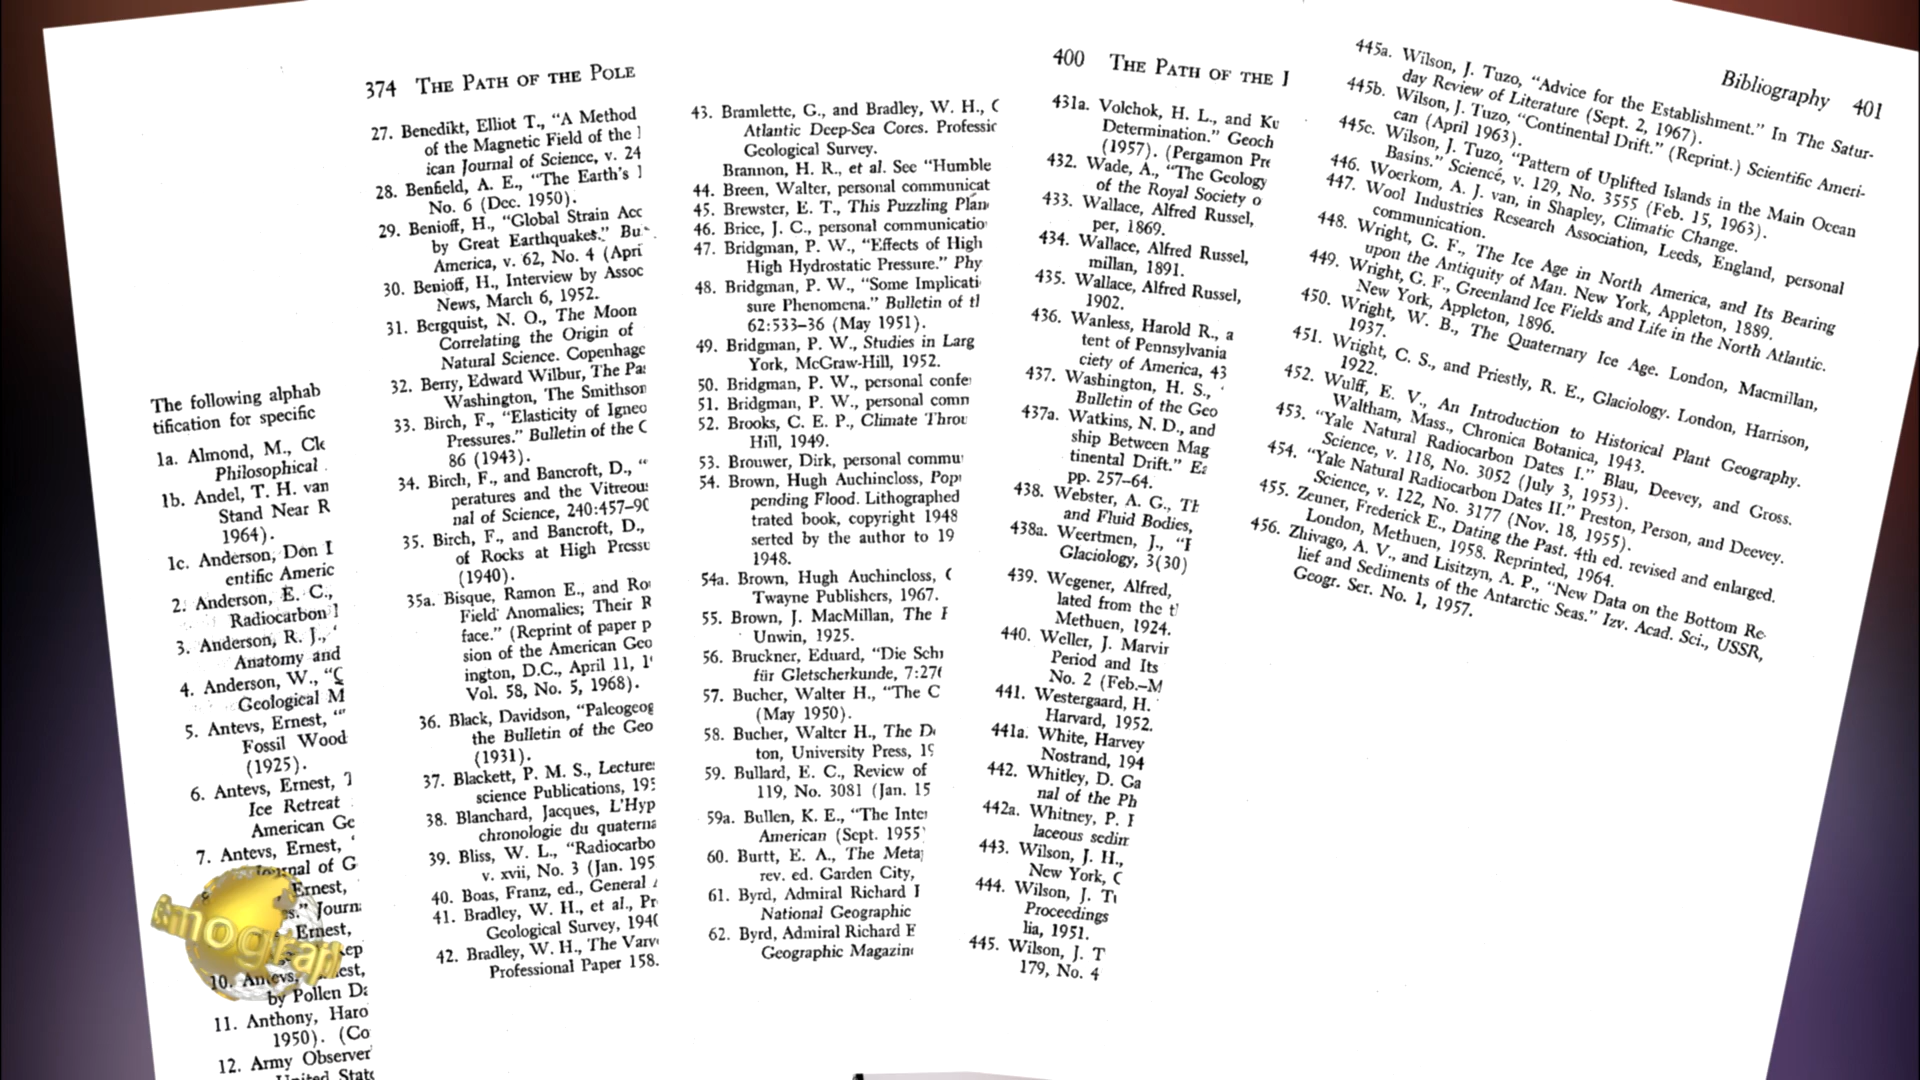 The following alphab
tification for specific
1a. Almond, M., Cle
Philosophical
1b. Andel, T. H. van
Stand Near R
1964).
1c. Anderson, Don
entific Americ
2. Anderson, E. C.,
Radiocarbon
3. Anderson, R. J.,
Anatomy and
4. Anderson, W.,
Geological M
5. Antevs, Ernest,
Fossil Wood
(1925).
6. Antevs, Ernest,
Ice Retreat
American Ge
7. Antevs, Ernest,
of G
Ernest,
Journ
Ernest,
10. Antevs,
by Pollen Da
11. Anthony, Haro
1950). (Co
12. Army Observer
United State
374 THE PATH OF THE POLE
27. Benedikt, Elliot T., “A Method
of the Magnetic Field of the
ican Journal of Science, v. 24
28. Benfield, A. E., “The Earth’s
No. 6 (Dec. 1950).
29. Benioff, H., “Global Strain Acc
by Great Earthquakes.” Bu
America, v. 62, No. 4 (Apri
30. Benioff, H., Interview by Assoc
News, March 6, 1952.
31. Bergquist, N. O., The Moon
Correlating the Origin of
Natural Science. Copenhage
32. Berry, Edward Wilbur, The Pa
Washington, The Smithson
33. Birch, F., “Elasticity of Igneo
Pressures.” Bulletin of the
86 (1943).
34. Birch, F., and Bancroft, D., “
peratures and the Vitreou
nal of Science, 240:457–90
35. Birch, F., and Bancroft, D.,
of Rocks at High Pressu
(1940).
35a. Bisque, Ramon E., and Ro
Field Anomalies; Their R
face.” (Reprint of paper p
sion of the American Geo
ington, D.C., April 11,
Vol. 58, No. 5, 1968).
36. Black, Davidson, “Paleogeog
the Bulletin of the Geo
(1931).
37. Blackett, P. M. S., Lecture
science Publications, 195
38. Blanchard, Jacques, L’Hyp
chronologie du quaterna
39. Bliss, W. L., “Radiocarbo
v. xvii, No. 3 (Jan. 195
40. Boas, Franz, ed., General
41. Bradley, W. H., et al., Pr
Geological Survey, 1940
42. Bradley, W. H., The Varv
Professional Paper 158.
43. Bramlette, G., and Bradley, W. H.,
Atlantic Deep-Sea Cores. Professio
Geological Survey.
Brannon, H. R., et al. See “Humble
44. Breen, Walter, personal communicat
45. Brewster, E. T., This Puzzling Plan
46. Brice, J. C., personal communicatio
47. Bridgman, P. W., “Effects of High
High Hydrostatic Pressure.” Phy
48. Bridgman, P. W., “Some Implicati
sure Phenomena.” Bulletin of tl
62:533–36 (May 1951).
49. Bridgman, P. W., Studies in Larg
York, McGraw-Hill, 1952.
50. Bridgman, P. W., personal confe
51. Bridgman, P. W., personal comn
52. Brooks, C. E. P., Climate Throu
Hill, 1949.
53. Brouwer, Dirk, personal commu
54. Brown, Hugh Auchincloss, Pop
pending Flood. Lithographed
trated book, copyright 1948
serted by the author to 19
1948.
54a. Brown, Hugh Auchincloss,
Twayne Publishers, 1967.
55. Brown, J. MacMillan, The
Unwin, 1925.
56. Bruckner, Eduard, “Die Sch
für Gletscherkunde, 7:27
57. Bucher, Walter H., “The C
(May 1950).
58. Bucher, Walter H., The De
ton, University Press, 19
59. Bullard, E. C., Review of
119, No. 3081 (Jan. 15
59a. Bullen, K. E., “The Inte
American (Sept. 1955
60. Burtt, E. A., The Meta
rev. ed. Garden City,
61. Byrd, Admiral Richard
National Geographic
62. Byrd, Admiral Richard E
Geographic Magazin
400 THE PATH OF THE
431a. Volchok, H. L., and Ku
Determination.” Geoch
(1957). (Pergamon Pre
432. Wade, A., “The Geology
of the Royal Society o
433. Wallace, Alfred Russel,
per, 1869.
434. Wallace, Alfred Russel,
millan, 1891.
435. Wallace, Alfred Russel,
1902.
436. Wanless, Harold R., a
tent of Pennsylvania
ciety of America, 43
437. Washington, H. S.,
Bulletin of the Geo
437a. Watkins, N. D., and
ship Between Mag
tinental Drift.” Ea
pp. 257–64.
438. Webster, A. G., Th
and Fluid Bodies,
438a. Weertmen, J.,
Glaciology, 3(30)
439. Wegener, Alfred,
lated from the t
Methuen, 1924.
440. Weller, J. Marvin
Period and Its
No. 2 (Feb.–M
441. Westergaard, H.
Harvard, 1952.
441a. White, Harvey
Nostrand, 194
442. Whitley, D. Ga
nal of the Ph
442a. Whitney, P.
laceous sedim
443. Wilson, J. H.,
New York,
444. Wilson, J. T
Proceedings
lia, 1951.
445. Wilson, J. T
179, No. 4
Bibliography 401
445a. Wilson, J. Tuzo, “Advice for the Establishment.” In The Satur-
day Review of Literature (Sept. 2, 1967).
445b. Wilson, J. Tuzo, “Continental Drift.” (Reprint.) Scientific Ameri-
can (April 1963).
445c. Wilson, J. Tuzo, “Pattern of Uplifted Islands in the Main Ocean
Basins.” Science, v. 129, No. 3555 (Feb. 15, 1963).
446. Woerkom, A. J. van, in Shapley, Climatic Change.
447. Wool Industries Research Association, Leeds, England, personal
communication.
448. Wright, G. F., The Ice Age in North America, and Its Bearing
upon the Antiquity of Man. New York, Appleton, 1889.
449. Wright, G. F., Greenland Ice Fields and Life in the North Atlantic.
New York, Appleton, 1896.
450. Wright, W. B., The Quaternary Ice Age. London, Macmillan,
1937.
451. Wright, C. S., and Priestly, R. E., Glaciology. London, Harrison,
1922.
452. Wulff, E. V., An Introduction to Historical Plant Geography.
Waltham, Mass., Chronica Botanica, 1943.
453. “Yale Natural Radiocarbon Dates I.” Blau, Deevey, and Gross.
Science, v. 118, No. 3052 (July 3, 1953).
454. “Yale Natural Radiocarbon Dates II.” Preston, Person, and Deevey.
Science, v. 122, No. 3177 (Nov. 18, 1955).
455. Zeuner, Frederick E., Dating the Past. 4th ed. revised and enlarged.
London, Methuen, 1958. Reprinted, 1964.
456. Zhivago, A. V., and Lisitzyn, A. P., “New Data on the Bottom Re-
lief and Sediments of the Antarctic Seas.” Izv. Acad. Sci., USSR,
Geogr. Ser. No. 1, 1957.